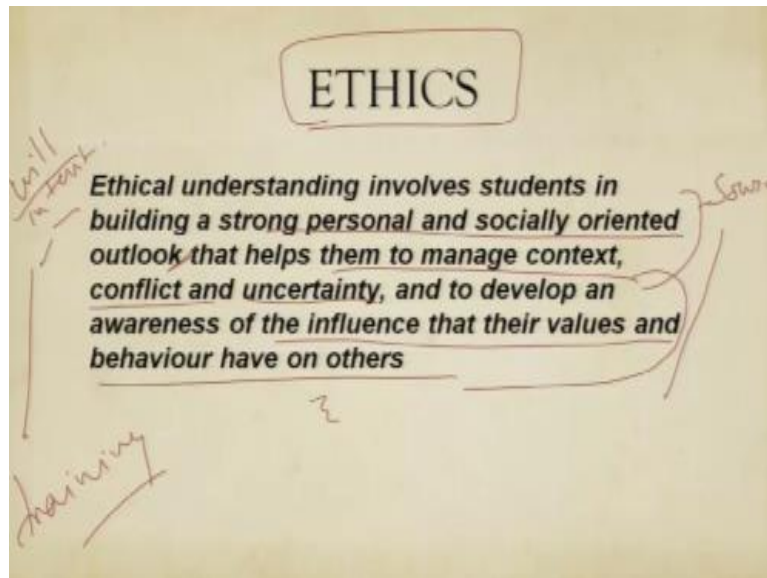 ETHICS
will
intent.
Ethical understanding involves students in
building a strong personal and socially oriented
outlook that helps them to manage context,
conflict and uncertainty, and to develop an
awareness of the influence that their values and
behaviour have on others
training